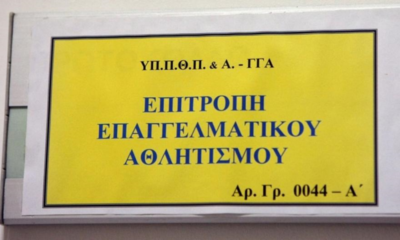 ΥΠ.Π.Θ.Π. & Α. - ΓΓΑ
ΕΠΙΤΡΟΠΗ
ΕΠΑΓΓΕΛΜΑΤΙΚΟΥ
ΑΘΛΗΤΙΣΜΟΥ
Αρ. Γρ. 0044 – Α΄